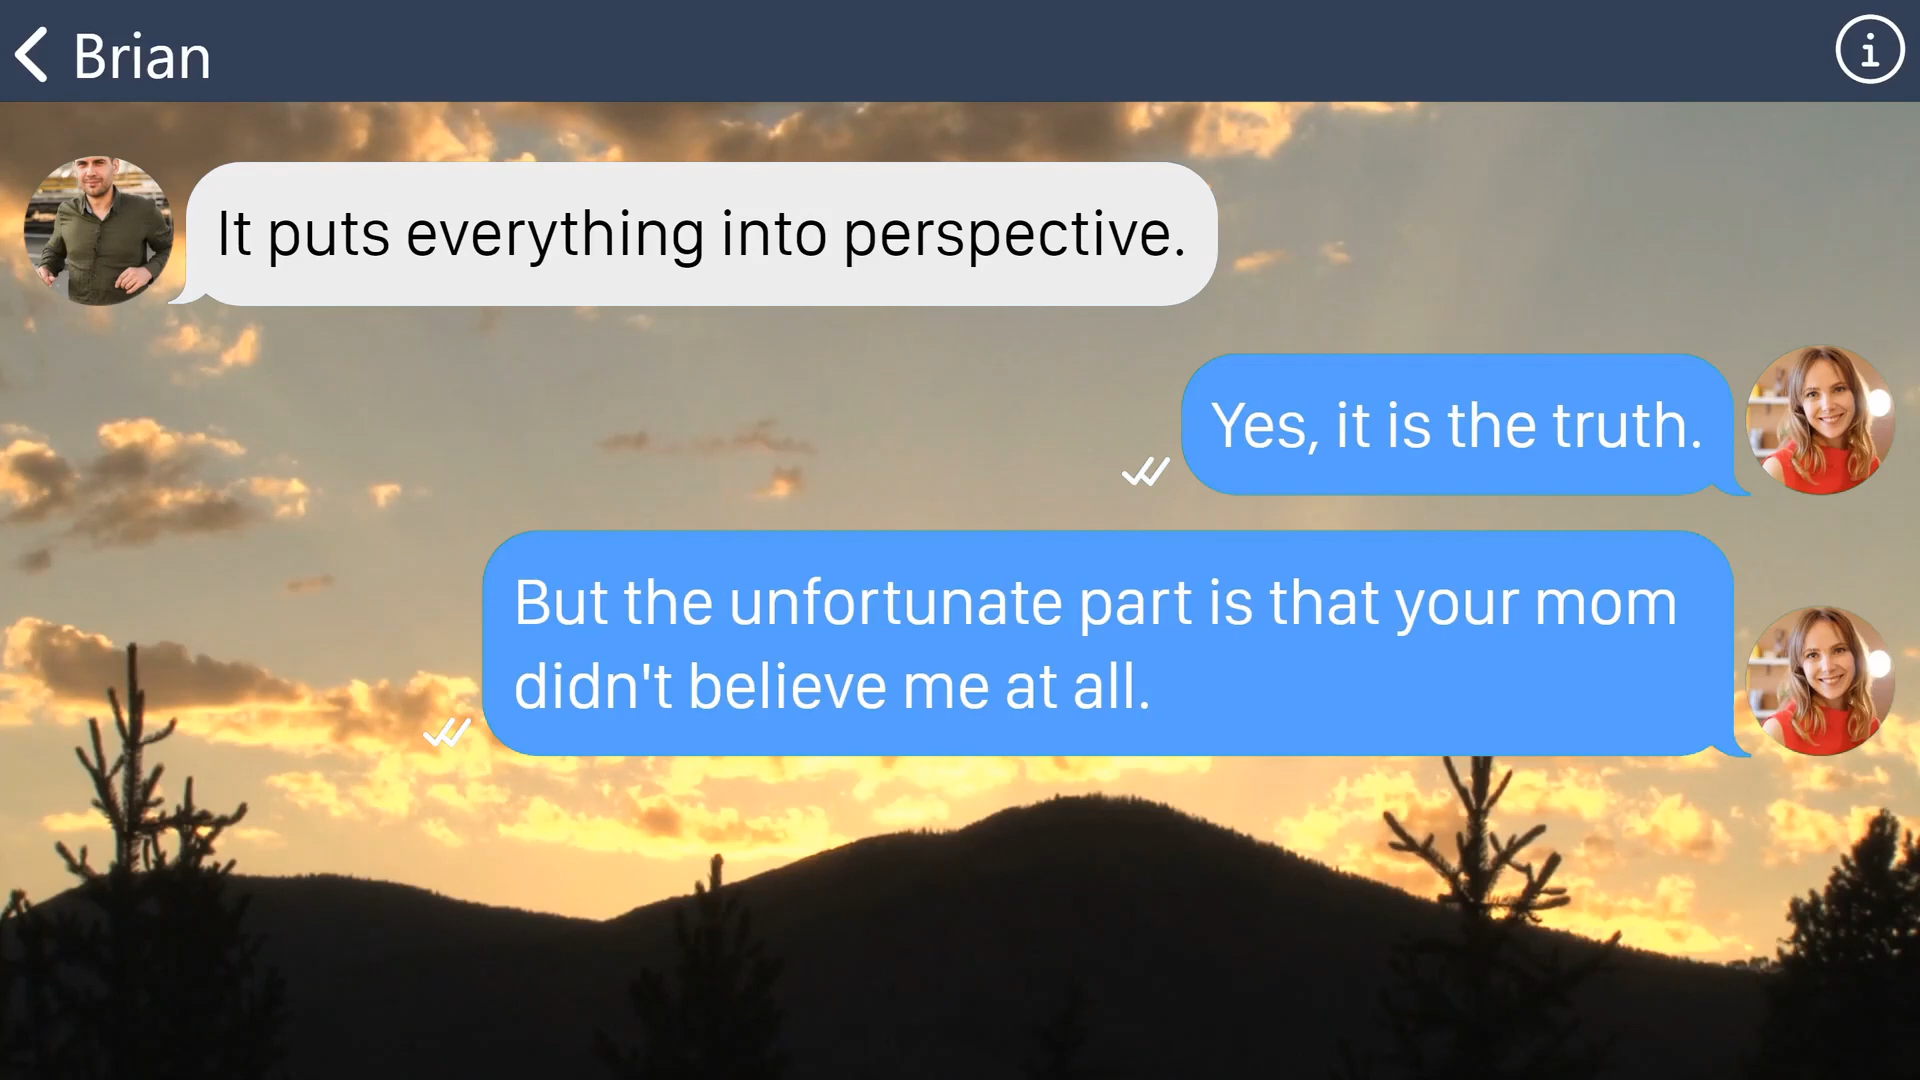 Brian
It puts everything into perspective.
Yes, it is the truth.
But the unfortunate part is that your mom
didn't believe me at all.